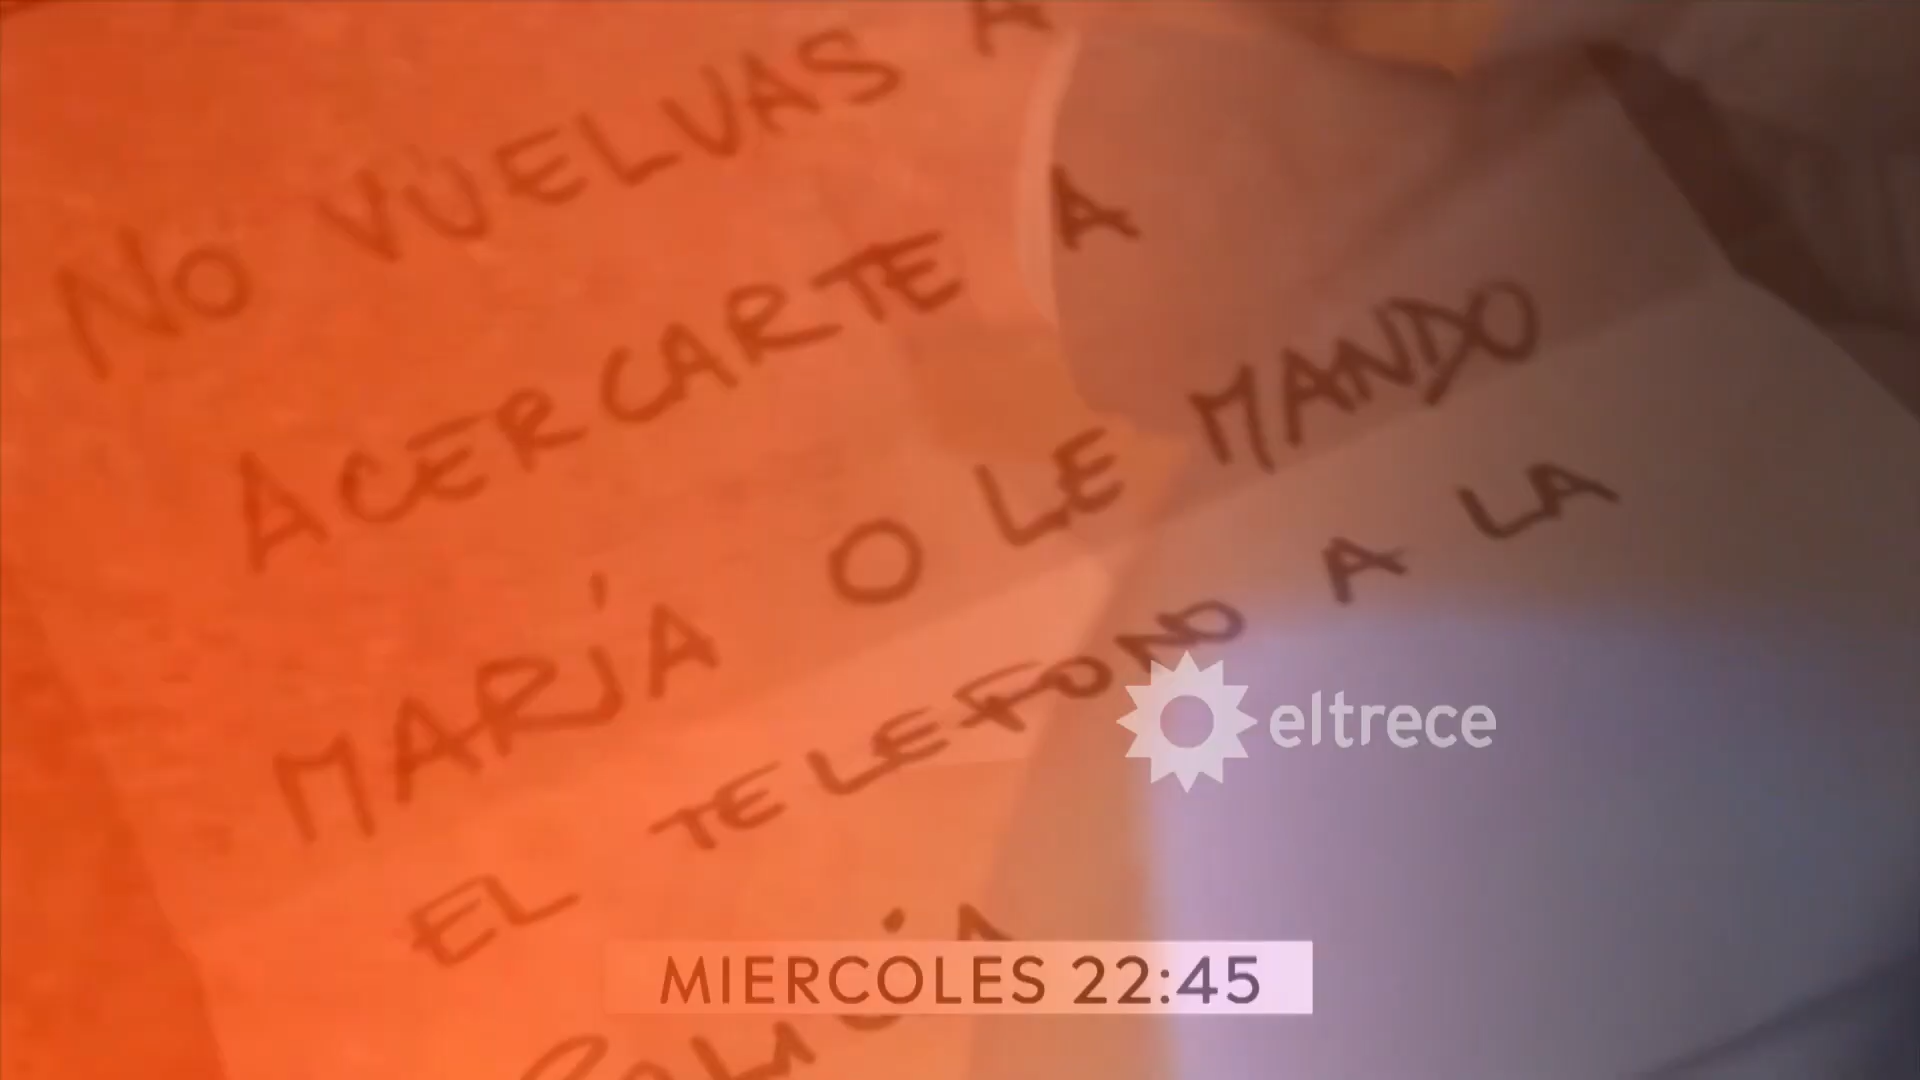 NO VUELVAS A
ACERCARTE A
MARÍA O LE MANDO
EL TELEFONO A LA
eltrece
MIERCOLES 22:45